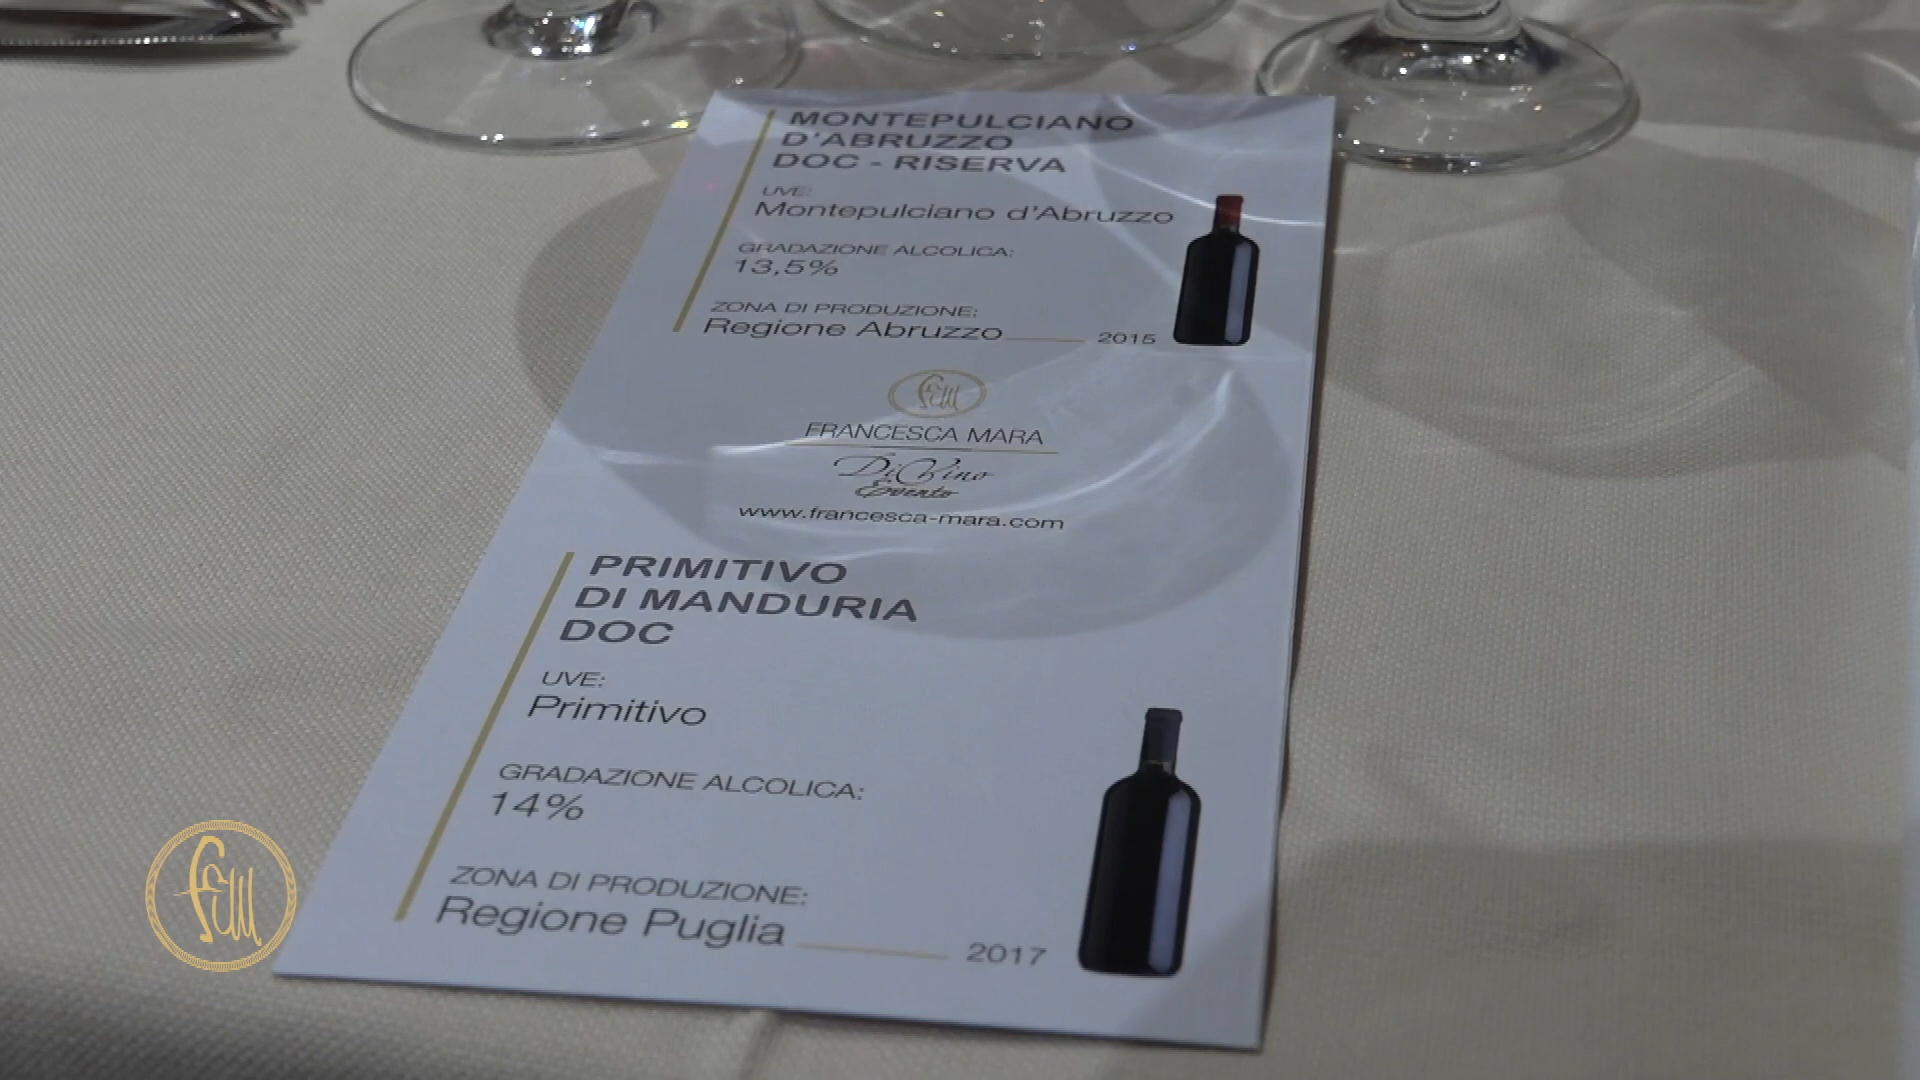 MONTEPULCIANO
D'ABRUZZO
DOC - RISERVA
UVE:
Montepulciano d'Abruzzo
GRADAZIONE ALCOLICA:
13,5%
ZONA DI PRODUZIONE:
Regione Abruzzo 2015
FRANCESCA MARA
DiVino
Evento
www.francesca-mara.com
PRIMITIVO
DI MANDURIA
DOC
UVE:
Primitivo
GRADAZIONE ALCOLICA:
14%
ZONA DI PRODUZIONE:
Regione Puglia 2017